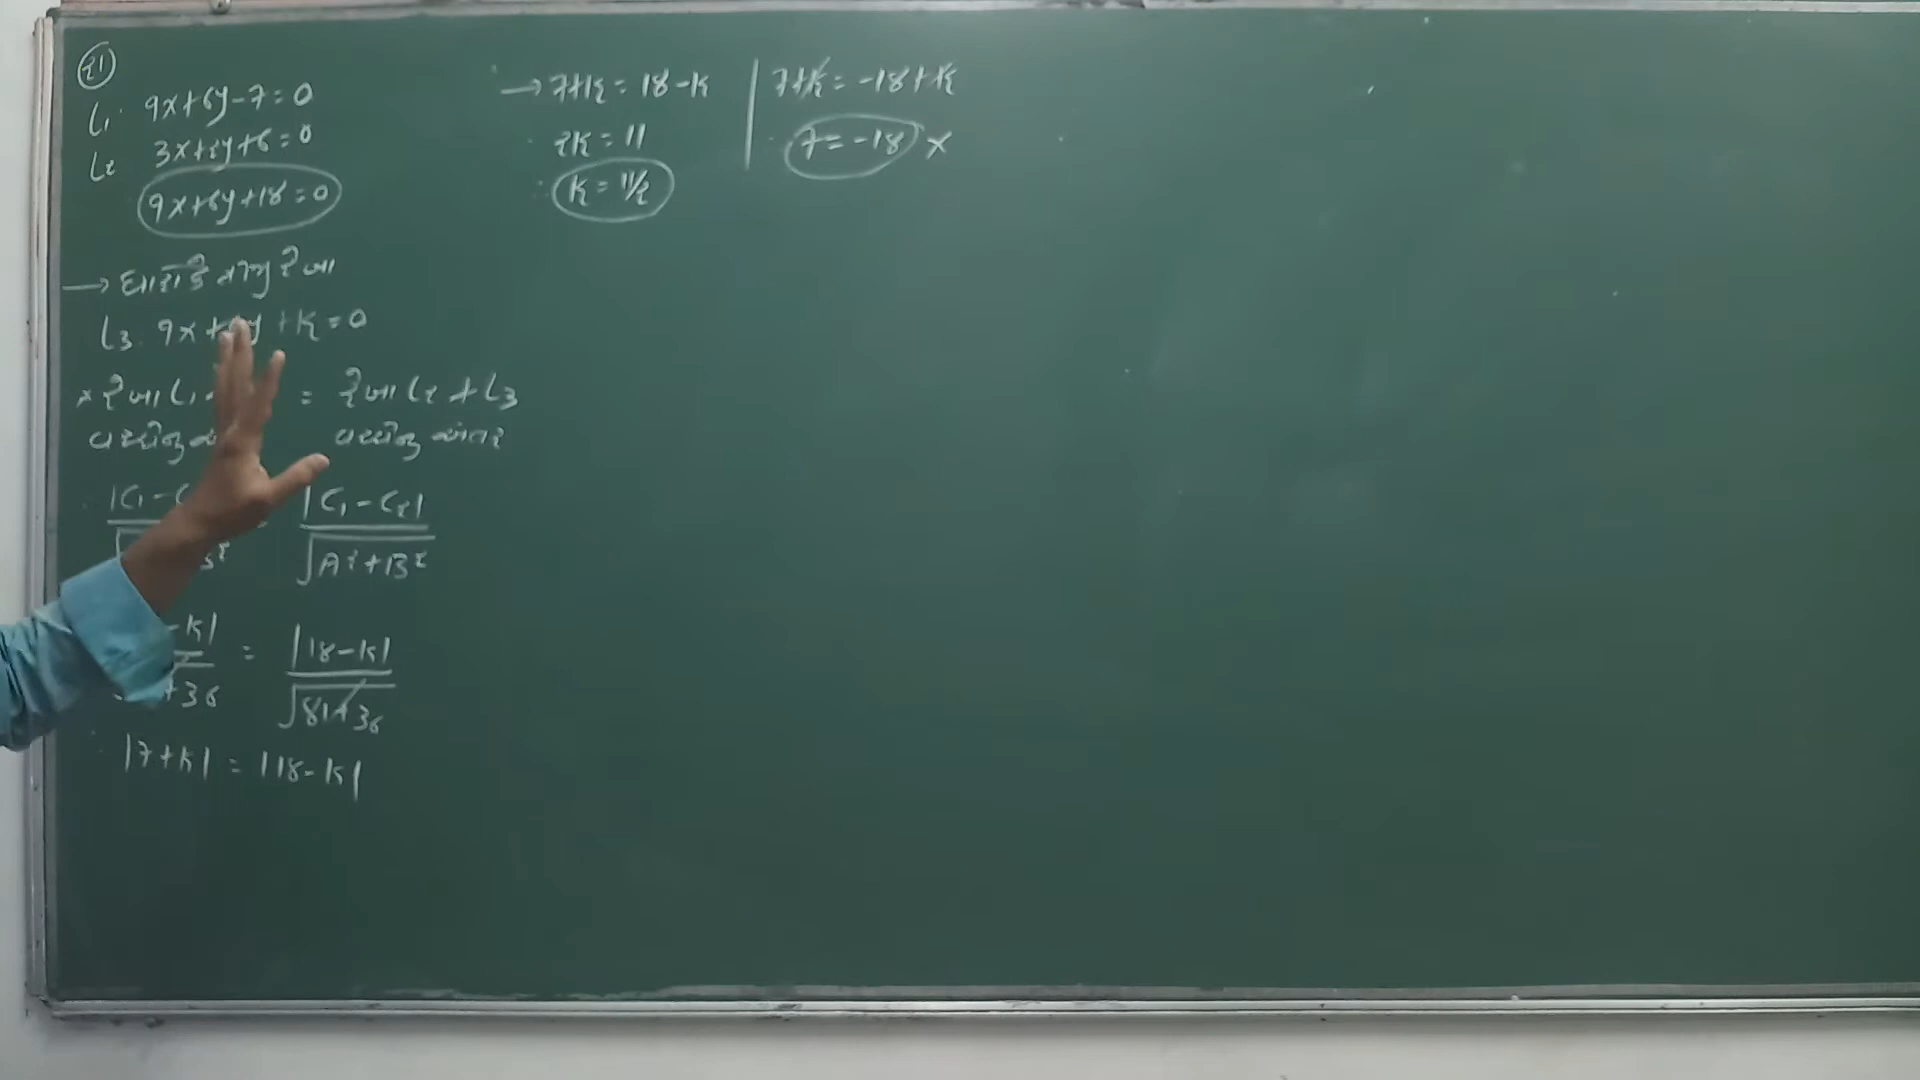 21
L₁: 9x+6y-7=0
L₂ 3x+2y+6=0
9x+6y+18=0
→ ધારોકે માગ્યુ રેખા
L₃: 9x+6y+K=0
* રેખા L₁ = રેખા L₂ અને L₃
વચ્ચેનુ વચ્ચેનુ અંતર
|C₁-C = |C₁-C₂|
√ B² √A²+B²
-K| = |18-K|
+36 √81+36
∴ |7+K| = |18-K|
→ 7+K = 18-K
∴ 2K = 11
∴ K = 11/2
7+K = -18+K
∴ 7=-18 ×